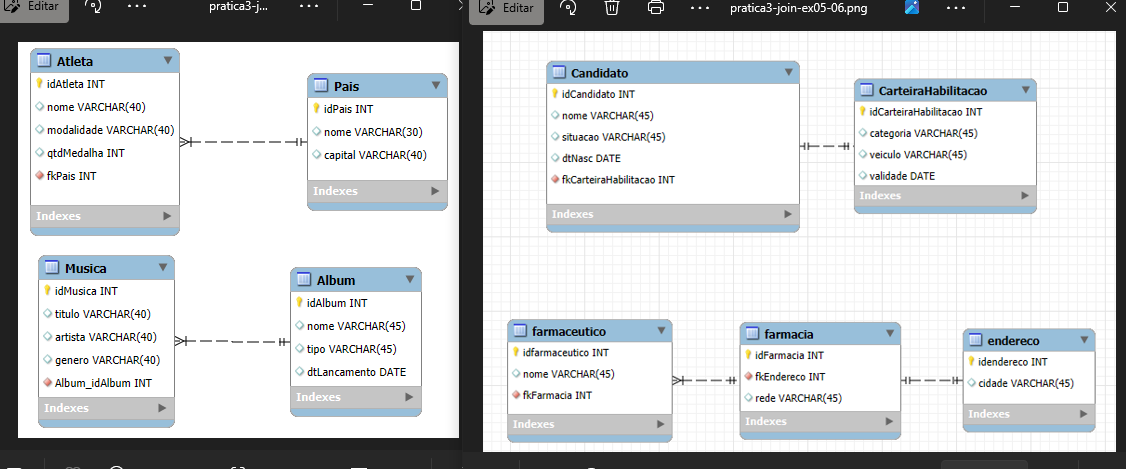 Editar
pratica3-j...
Editar
pratica3-join-ex05-06.png
Atleta
idAtleta INT
nome VARCHAR(40)
modalidade VARCHAR(40)
qtdMedalha INT
fkPais INT
Indexes
Pais
idPais INT
nome VARCHAR(30)
capital VARCHAR(40)
Indexes
Musica
idMusica INT
titulo VARCHAR(40)
artista VARCHAR(40)
genero VARCHAR(40)
Album_idAlbum INT
Indexes
Album
idAlbum INT
nome VARCHAR(45)
tipo VARCHAR(45)
dtLancamento DATE
Indexes
Candidato
idCandidato INT
nome VARCHAR(45)
situacao VARCHAR(45)
dtNasc DATE
fkCarteiraHabilitacao INT
Indexes
CarteiraHabilitacao
idCarteiraHabilitacao INT
categoria VARCHAR(45)
veiculo VARCHAR(45)
validade DATE
Indexes
farmaceutico
idfarmaceutico INT
nome VARCHAR(45)
fkFarmacia INT
Indexes
farmacia
idFarmacia INT
fkEndereco INT
rede VARCHAR(45)
Indexes
endereco
idendereco INT
cidade VARCHAR(45)
Indexes